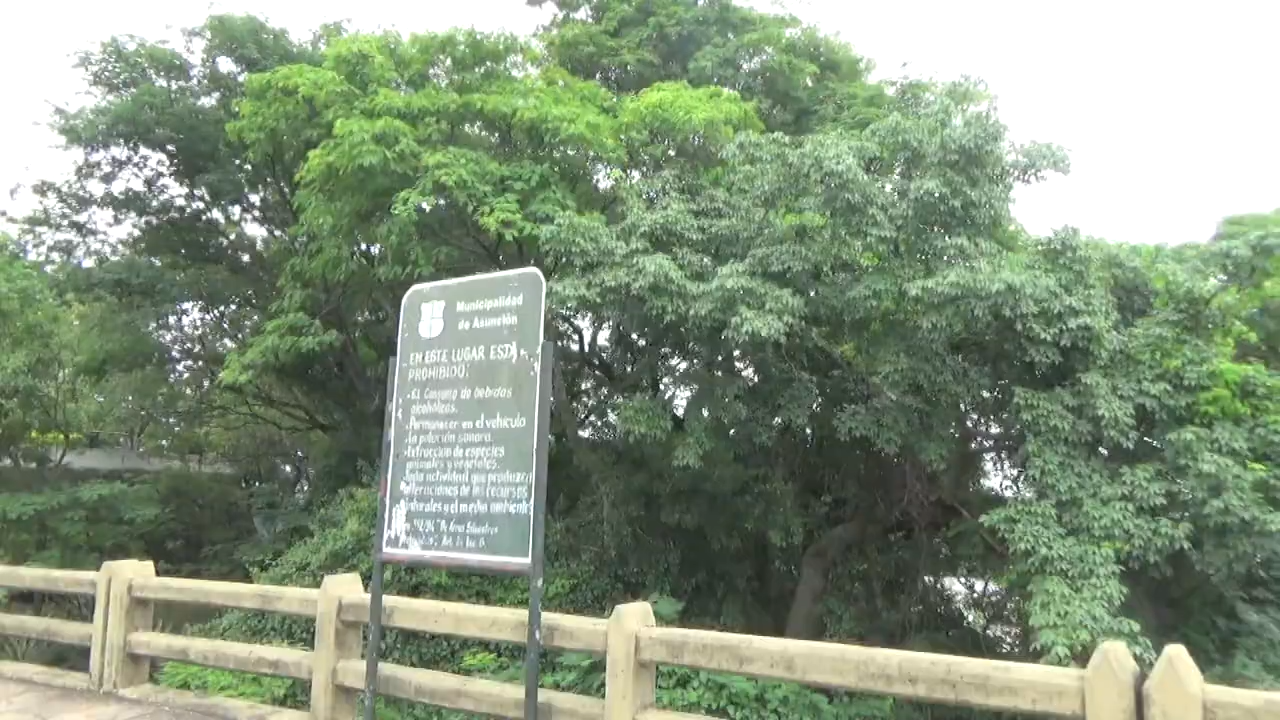 Municipalidad
de Asunción
EN ESTE LUGAR ESTÁ
PROHIBIDO:
. El Consumo de bebidas
alcohólicas.
. Permanecer en el vehículo
. la polución sonora.
. Extracción de especies
animales y vegetales.
. Toda actividad que produzca
alteraciones de los recursos
naturales y el medio ambiente
Silvestres